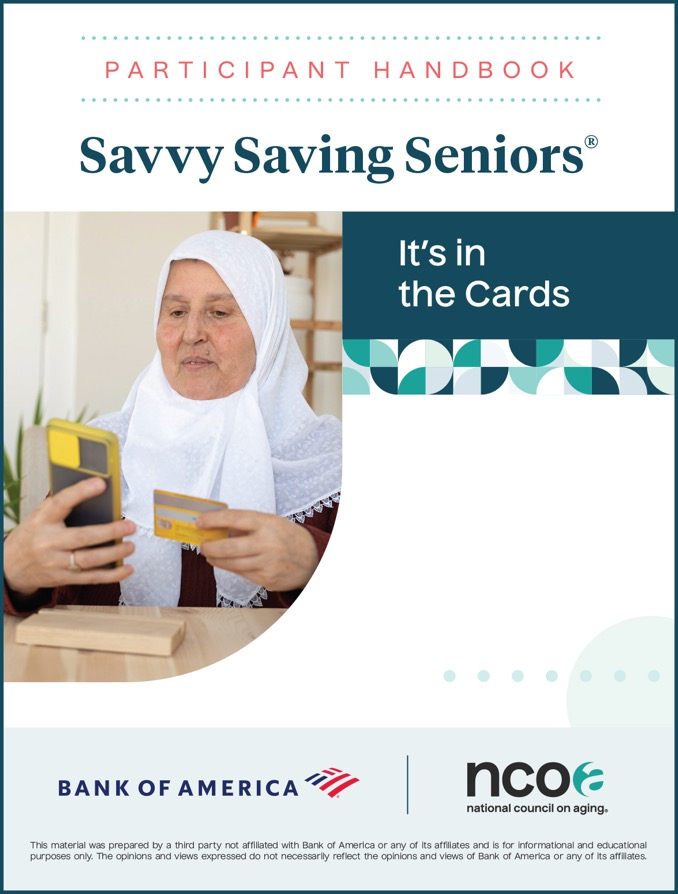 PARTICIPANT HANDBOOK
Savvy Saving Seniors®
It's in
the Cards
BANK OF AMERICA
ncoa
national council on aging®
This material was prepared by a third party not affiliated with Bank of America or any of its affiliates and is for informational and educational
purposes only. The opinions and views expressed do not necessarily reflect the opinions and views of Bank of America or any of its affiliates.